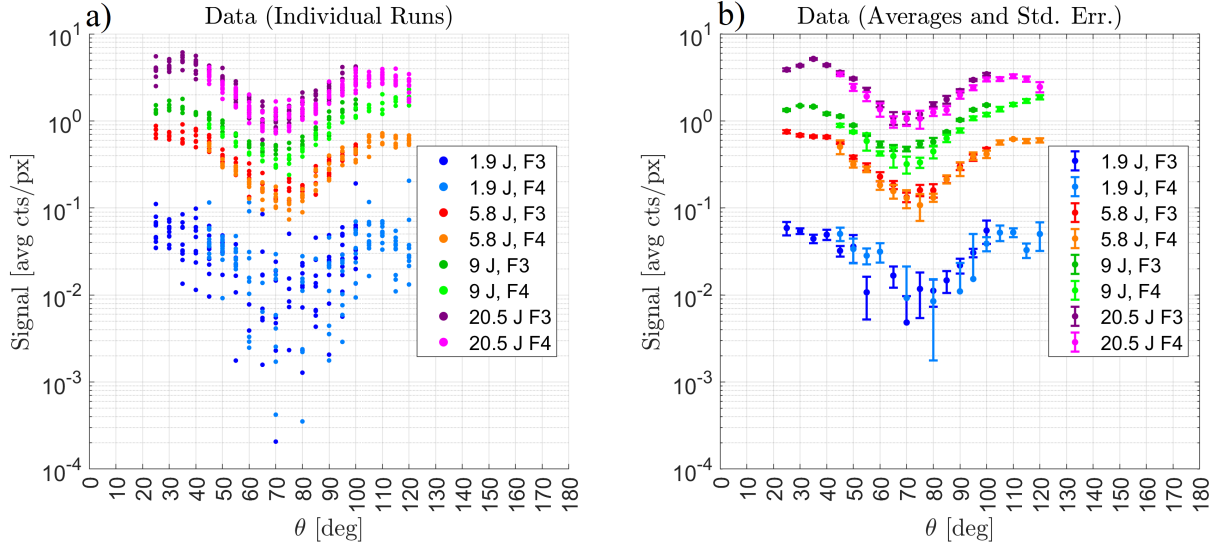 a)
Data (Individual Runs)
Signal [avg cts/px]
10^1
10^0
10^-1
10^-2
10^-3
10^-4
0 10 20 30 40 50 60 70 80 90 100 110 120 130 140 150 160 170 180
θ [deg]
1.9 J, F3
1.9 J, F4
5.8 J, F3
5.8 J, F4
9 J, F3
9 J, F4
20.5 J F3
20.5 J F4
b)
Data (Averages and Std. Err.)
Signal [avg cts/px]
10^1
10^0
10^-1
10^-2
10^-3
10^-4
0 10 20 30 40 50 60 70 80 90 100 110 120 130 140 150 160 170 180
θ [deg]
1.9 J, F3
1.9 J, F4
5.8 J, F3
5.8 J, F4
9 J, F3
9 J, F4
20.5 J F3
20.5 J F4